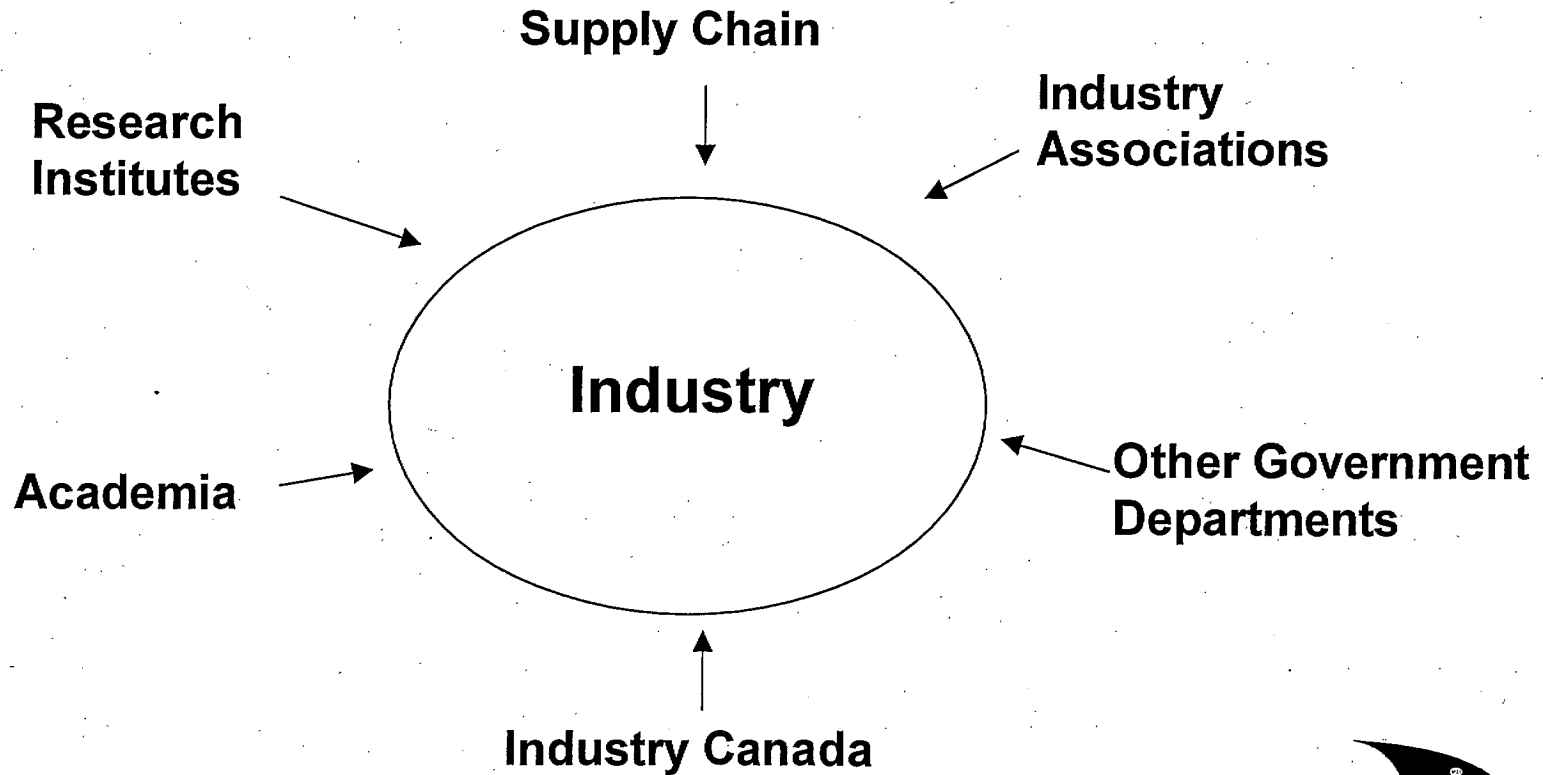 Supply Chain
Research
Institutes
Industry
Associations
Industry
Academia
Other Government
Departments
Industry Canada